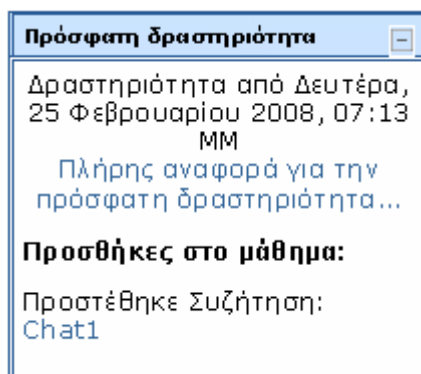 Πρόσφατη δραστηριότητα
Δραστηριότητα από Δευτέρα,
25 Φεβρουαρίου 2008, 07:13
ΜΜ
Πλήρης αναφορά για την
πρόσφατη δραστηριότητα...
Προσθήκες στο μάθημα:
Προστέθηκε Συζήτηση:
Chat1